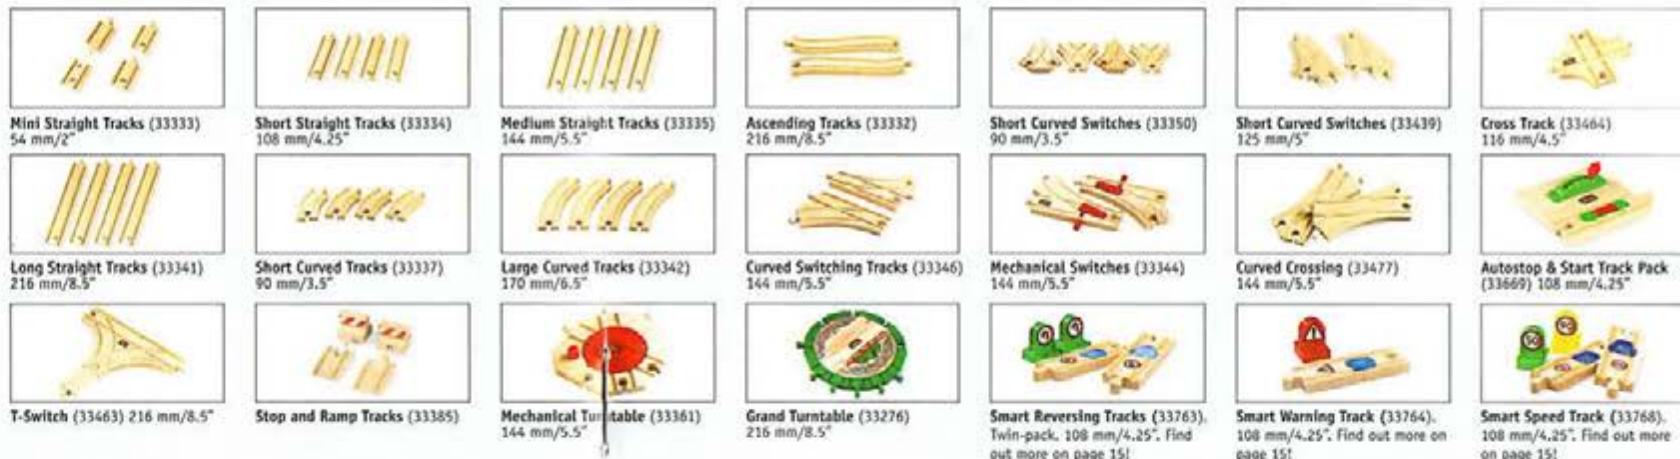 Mini Straight Tracks (33333)
54 mm/2"
Short Straight Tracks (33334)
108 mm/4.25"
Medium Straight Tracks (33335)
144 mm/5.5"
Ascending Tracks (33332)
216 mm/8.5"
Short Curved Switches (33350)
90 mm/3.5"
Short Curved Switches (33439)
125 mm/5"
Cross Track (33464)
116 mm/4.5"
Long Straight Tracks (33341)
216 mm/8.5"
Short Curved Tracks (33337)
90 mm/3.5"
Large Curved Tracks (33342)
170 mm/6.5"
Curved Switching Tracks (33346)
144 mm/5.5"
Mechanical Switches (33344)
144 mm/5.5"
Curved Crossing (33477)
144 mm/5.5"
Autostop & Start Track Pack
(33669) 108 mm/4.25"
T-Switch (33463) 216 mm/8.5"
Stop and Ramp Tracks (33385)
Mechanical Turntable (33361)
144 mm/5.5"
Grand Turntable (33276)
216 mm/8.5"
Smart Reversing Tracks (33763).
Twin-pack. 108 mm/4.25". Find
out more on page 15!
Smart Warning Track (33764).
108 mm/4.25". Find out more on
page 15!
Smart Speed Track (33768).
108 mm/4.25". Find out more
on page 15!